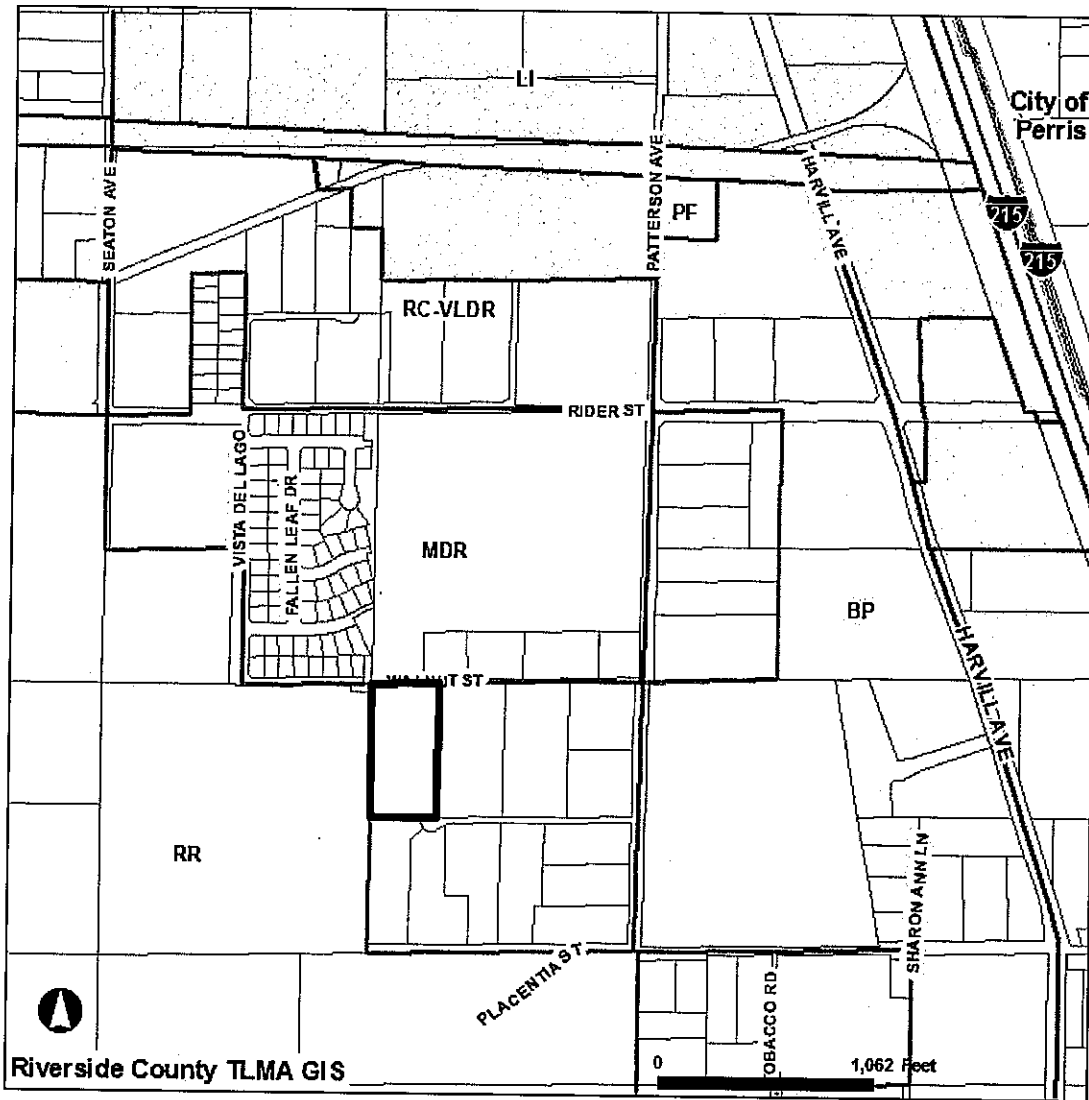 LI
City of
Perris
SEATON AVE
PATTERSON AVE
HARVILL AVE
PF
215
215
RC-VLDR
RIDER ST
VISTA DEL LAGO
FALLEN LEAF DR
MDR
BP
HARVILL AVE
WALNUT ST
RR
SHARON ANN LN
PLACENTIA ST
TOBACCO RD
Riverside County TLMA GIS
0
1,062 Feet